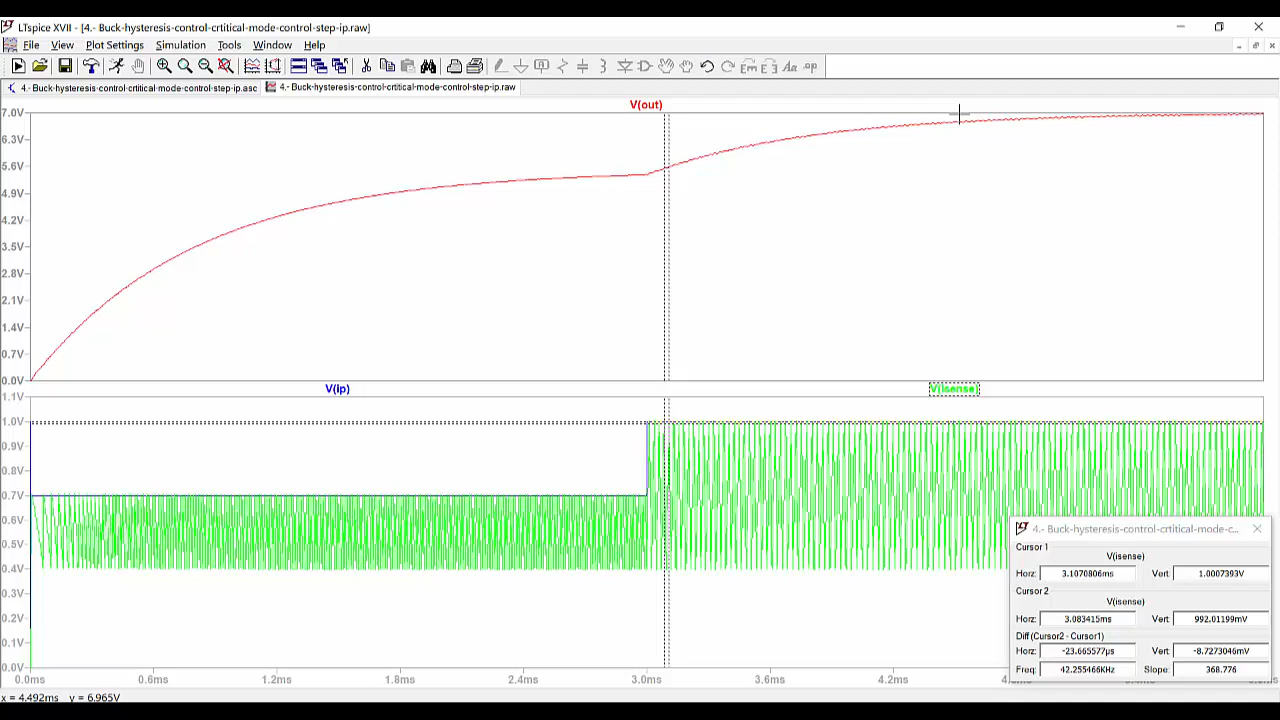 LTspice XVII - [4.- Buck-hysteresis-control-crtitical-mode-control-step-ip.raw]
File View Plot Settings Simulation Tools Window Help
4.- Buck-hysteresis-control-crtitical-mode-control-step-ip.asc 4.- Buck-hysteresis-control-crtitical-mode-control-step-ip.raw
V(out)
7.0V
6.3V
5.6V
4.9V
4.2V
3.5V
2.8V
2.1V
1.4V
0.7V
0.0V
V(ip) V(isense)
1.1V
1.0V
0.9V
0.8V
0.7V
0.6V
0.5V
0.4V
0.3V
0.2V
0.1V
0.0V
0.0ms 0.6ms 1.2ms 1.8ms 2.4ms 3.0ms 3.6ms 4.2ms
4.- Buck-hysteresis-control-crtitical-mode-c...
Cursor 1
V(isense)
Horz: 3.1070806ms Vert: 1.0007393V
Cursor 2
V(isense)
Horz: 3.083415ms Vert: 992.01199mV
Diff (Cursor2 - Cursor1)
Horz: -23.665577µs Vert: -8.7273046mV
Freq: 42.255466KHz Slope: 368.776
x = 4.492ms y = 6.965V